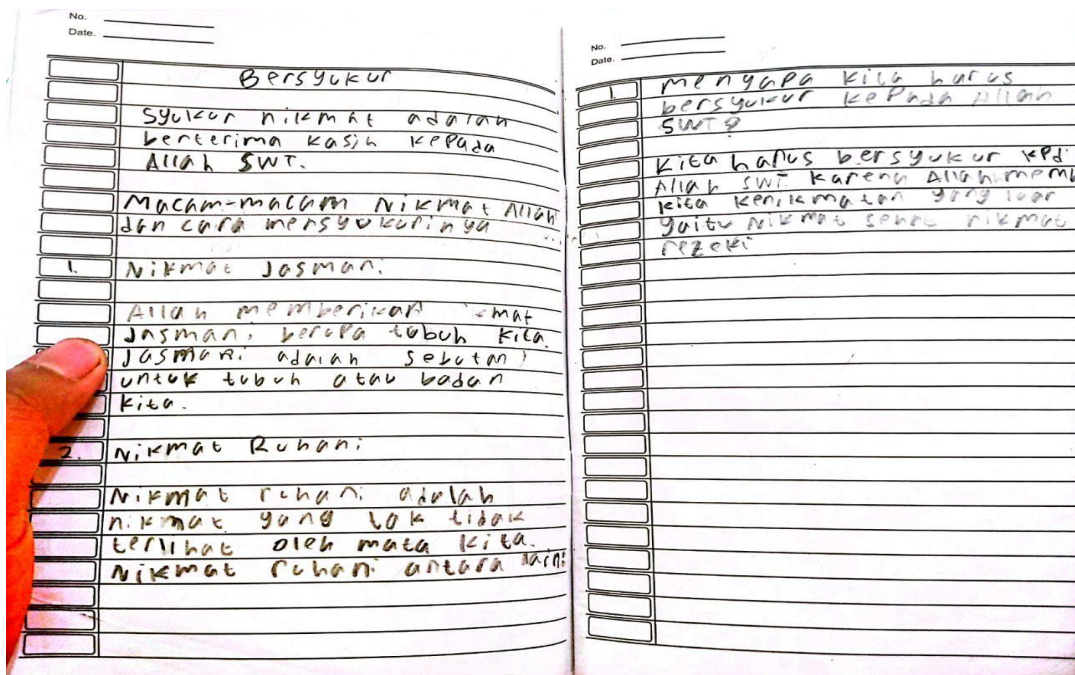 No.
Date.
Bersyukur
Syukur nikmat adalah
berterima kasih kepada
Allah SWT.
Macam-macam Nikmat Allah
dan cara mensyukurinya
1. Nikmat Jasmani
Allah memberikan
Jasmani berupa tubuh kita.
Jasmani adalah sebutan
untuk tubuh atau badan
kita.
2. Nikmat Ruhani
Nikmat ruhani adalah
nikmat yang tak tidak
terlihat oleh mata kita.
Nikmat ruhani antara
No.
Date.
1 menyapa kita harus
bersyukur kepada Allah
SWT?
Kita harus bersyukur kpd
Allah SWT. karena Allah
kita kenikmatan yang luar
yaitu nikmat sehat nikmat
rezeki